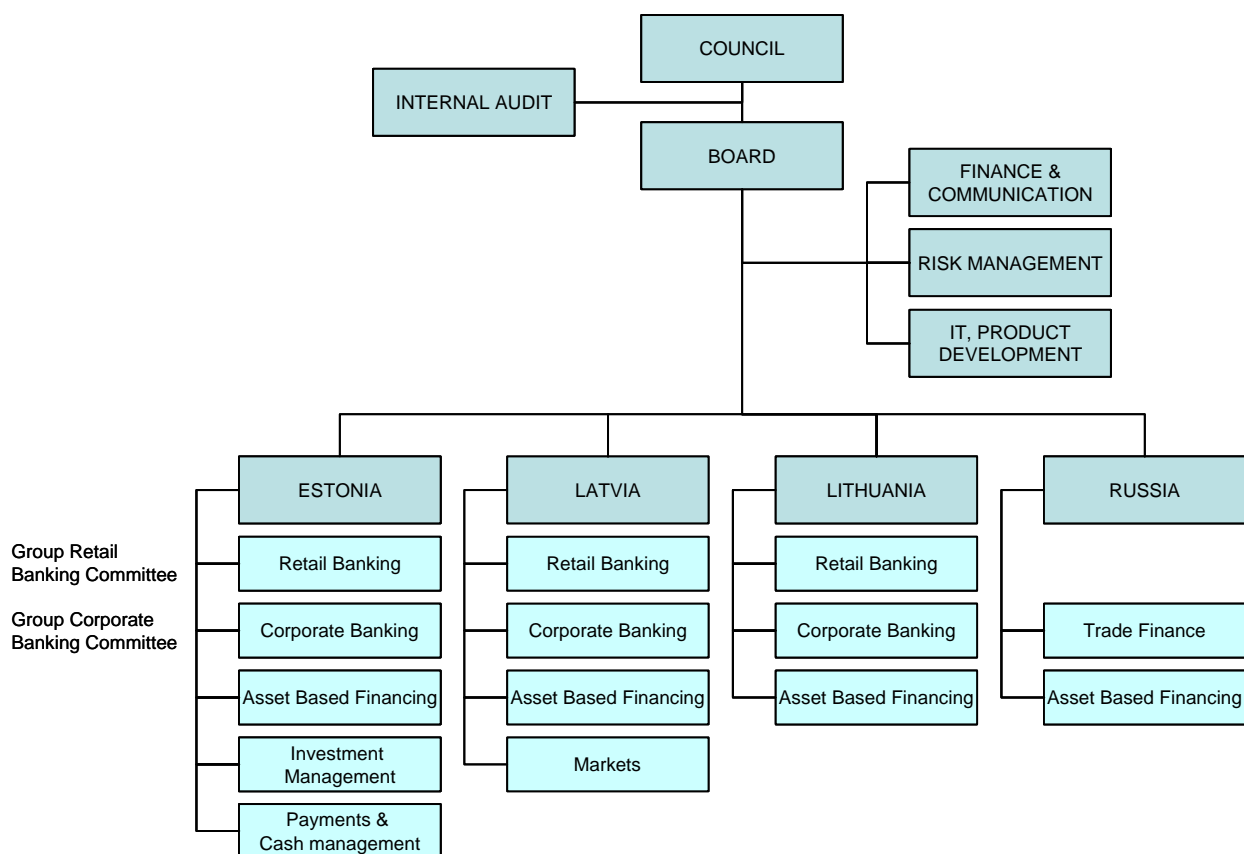 COUNCIL
INTERNAL AUDIT
BOARD
FINANCE &
COMMUNICATION
RISK MANAGEMENT
IT, PRODUCT
DEVELOPMENT
ESTONIA
LATVIA
LITHUANIA
RUSSIA
Group Retail
Banking Committee
Retail Banking
Retail Banking
Retail Banking
Group Corporate
Banking Committee
Corporate Banking
Corporate Banking
Corporate Banking
Trade Finance
Asset Based Financing
Asset Based Financing
Asset Based Financing
Asset Based Financing
Investment
Management
Markets
Payments &
Cash management